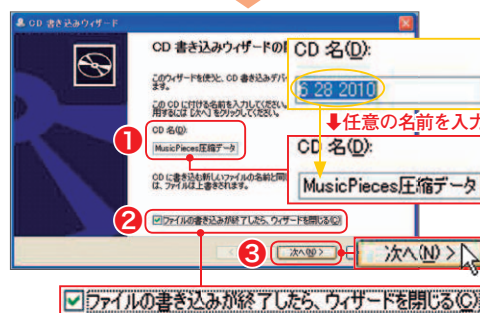 CD 書き込みウィザード
CD 書き込みウィザードの
このウィザードを使うと、CD 書き込みデバイ
ます。
この CD に付ける名前を入力してください。
用するには [次へ] をクリックしてください。
❶
CD 名(D):
MusicPieces圧縮データ
CD に書き込む新しいファイルの名前と同
は、ファイルは上書きされます。
❷
ファイルの書き込みが終了したら、ウィザードを閉じる(C)
❸
次へ(N) >
CD 名(D):
6 28 2010
↓任意の名前を入力
CD 名(D):
MusicPieces圧縮データ
次へ(N) >
ファイルの書き込みが終了したら、ウィザードを閉じる(C)